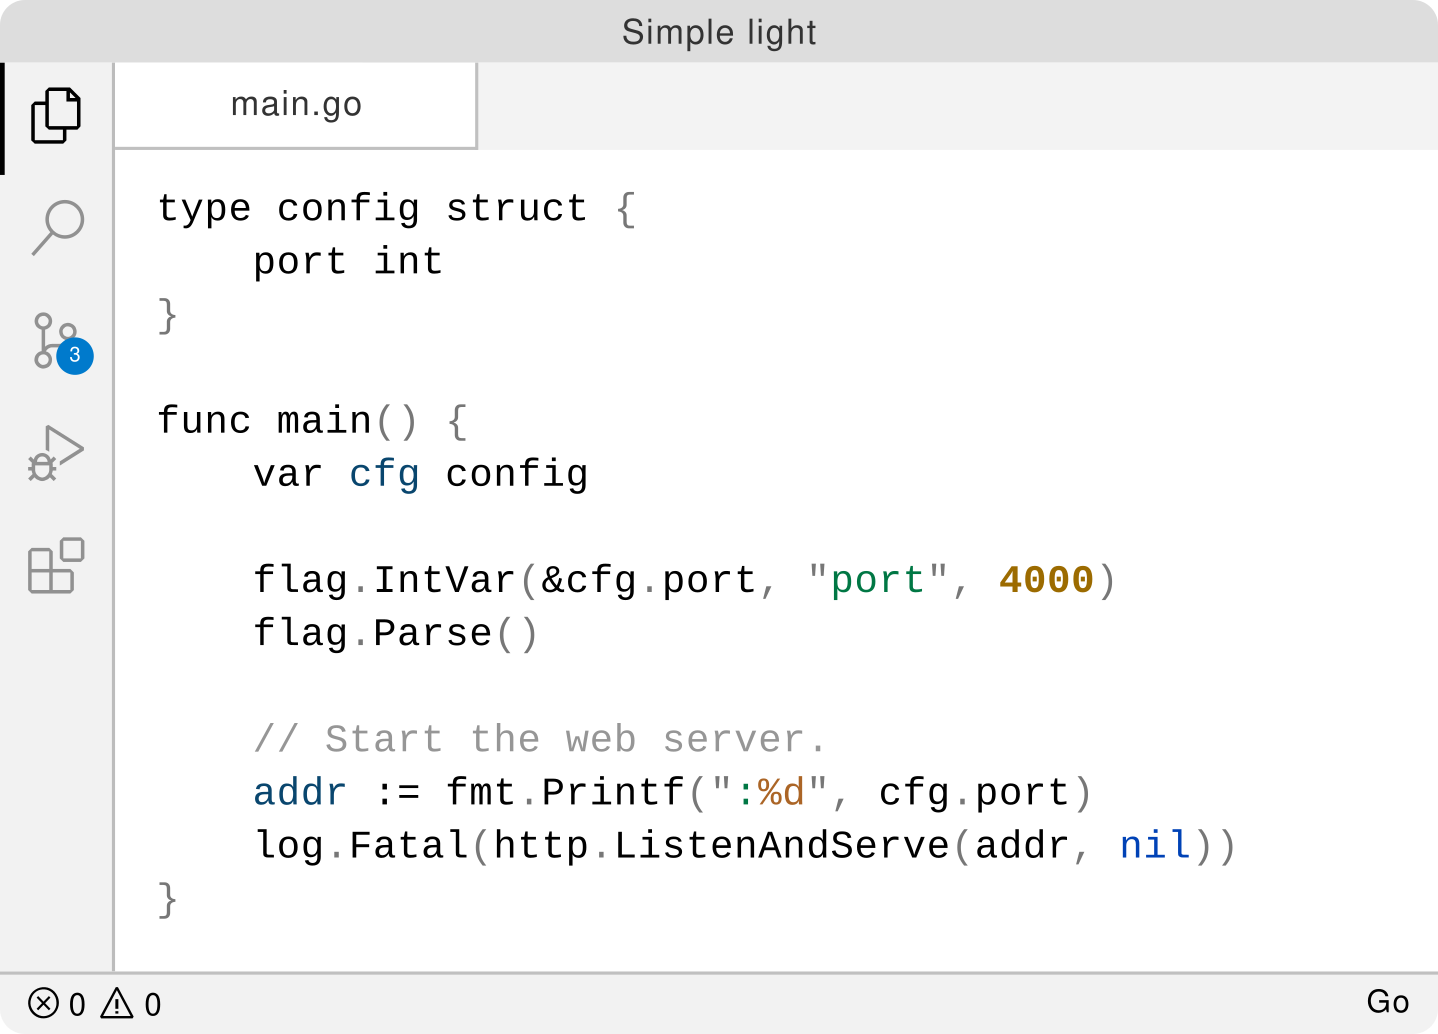 Simple light
main.go
type config struct {
    port int
}
func main() {
    var cfg config
    flag.IntVar(&cfg.port, "port", 4000)
    flag.Parse()
    // Start the web server.
    addr := fmt.Printf(":%d", cfg.port)
    log.Fatal(http.ListenAndServe(addr, nil))
}
3
0 0
Go